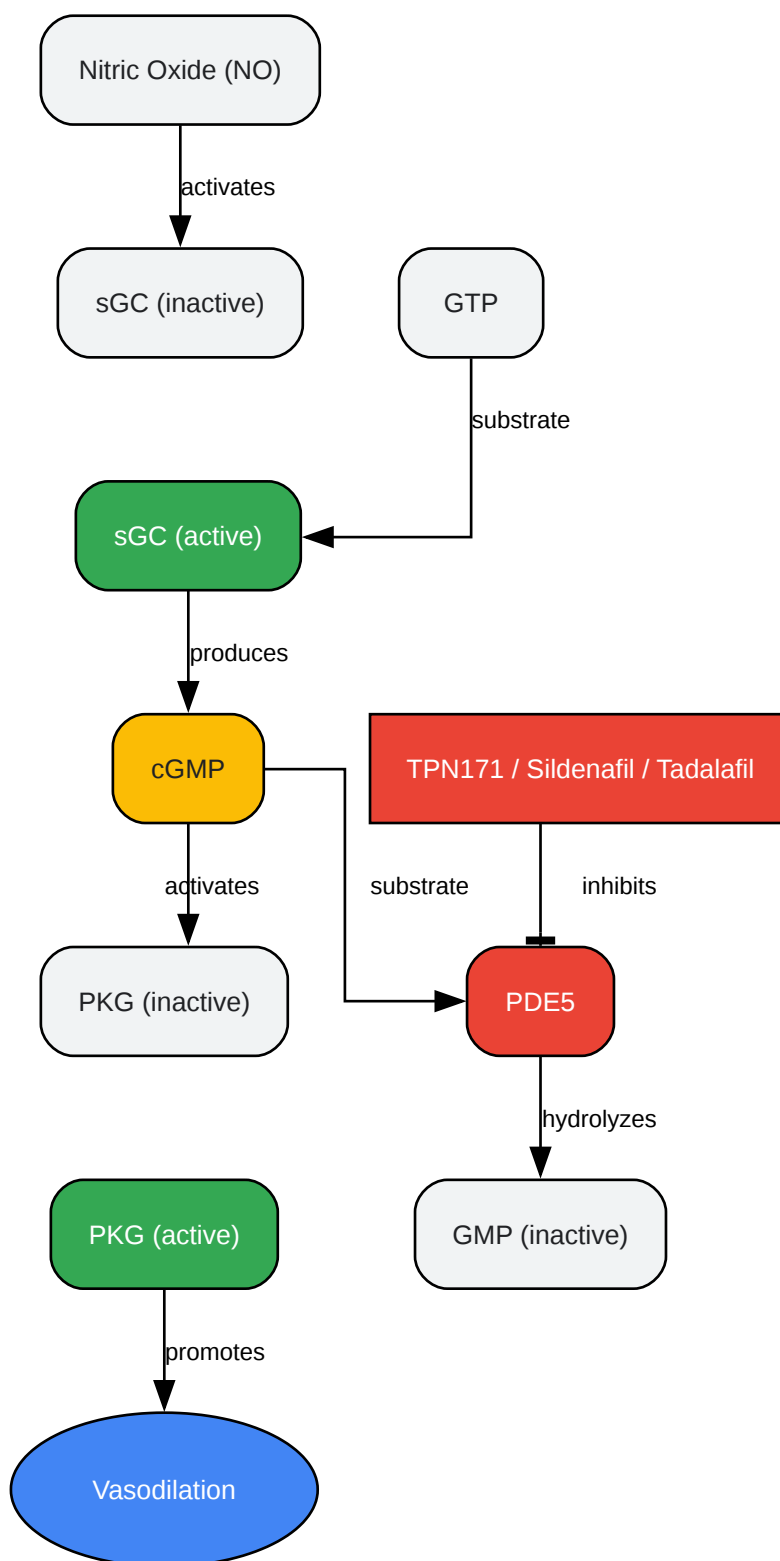 Nitric Oxide (NO)
activates
sGC (inactive)
GTP
substrate
sGC (active)
produces
cGMP
TPN171 / Sildenafil / Tadalafil
activates
substrate
inhibits
PKG (inactive)
PDE5
hydrolyzes
PKG (active)
GMP (inactive)
promotes
Vasodilation